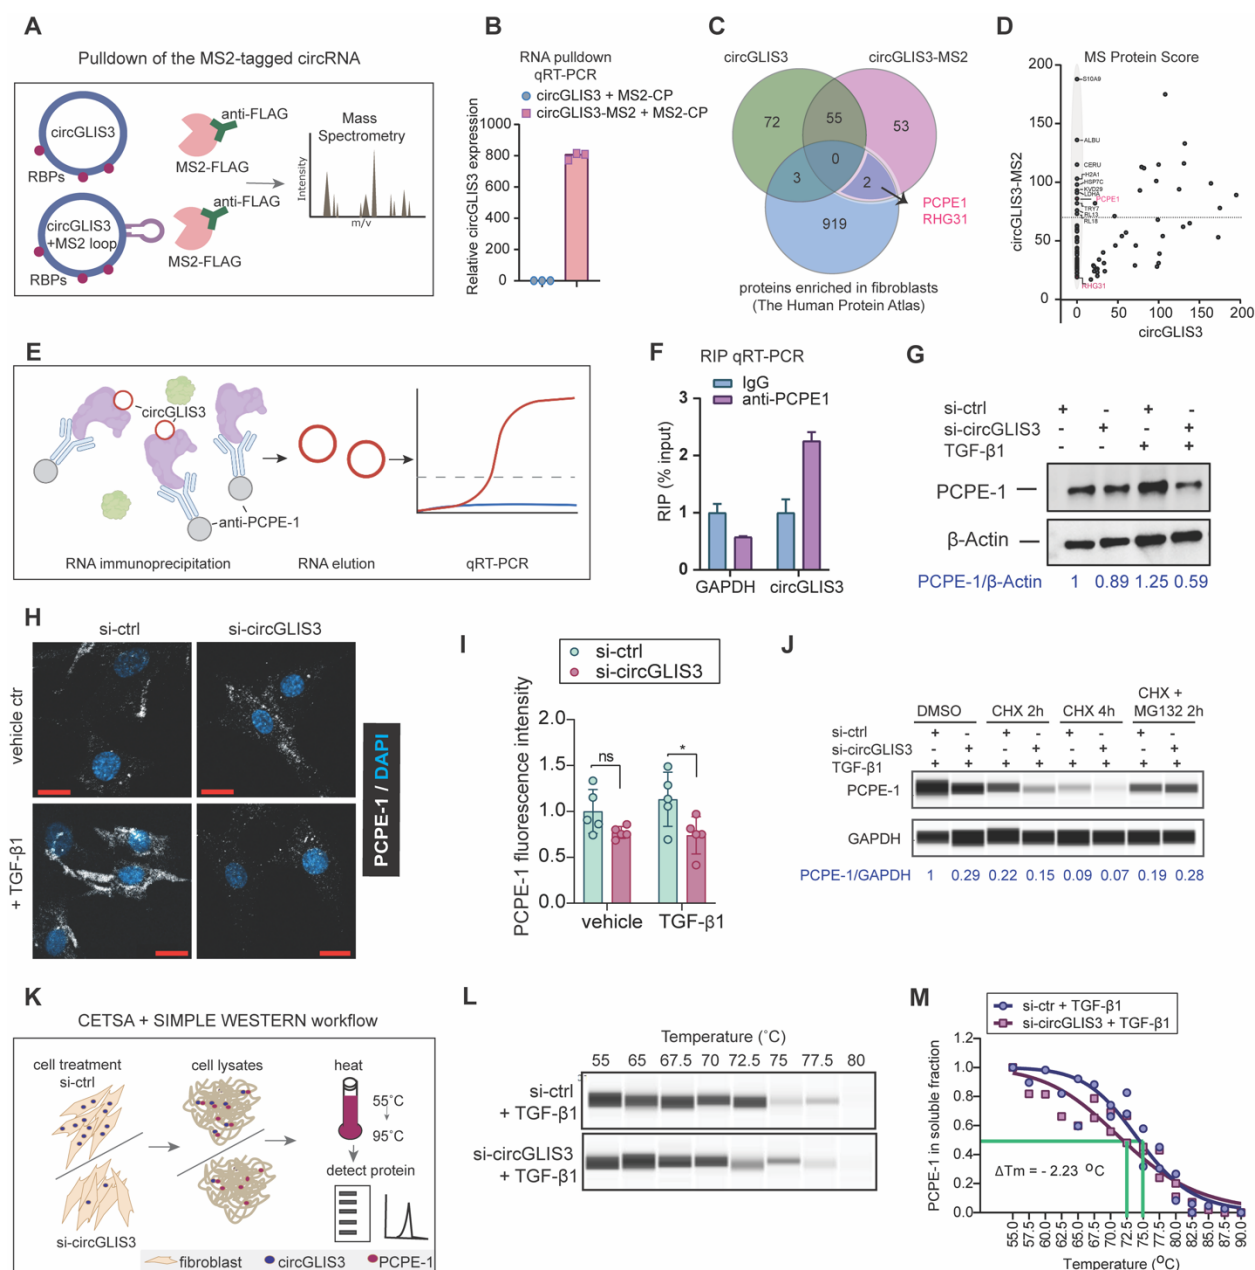 A
Pulldown of the MS2-tagged circRNA
circGLIS3
RBPs
anti-FLAG
MS2-FLAG
circGLIS3
+MS2 loop
RBPs
anti-FLAG
MS2-FLAG
Mass
Spectrometry
Intensity
m/v
B
RNA pulldown
qRT-PCR
circGLIS3 + MS2-CP
circGLIS3-MS2 + MS2-CP
Relative circGLIS3 expression
1000
800
600
400
200
0
C
circGLIS3
circGLIS3-MS2
72
55
53
0
3
2
919
PCPE1
RHG31
proteins enriched in fibroblasts
(The Human Protein Atlas)
D
MS Protein Score
circGLIS3-MS2
200
150
100
50
0
S10A9
ALBU
CERU
H2A1
HSP7C
KVD29
LDHA
PCPE1
TRY7
RL13
RL18
RHG31
0 50 100 150 200
circGLIS3
E
circGLIS3
anti-PCPE-1
RNA immunoprecipitation
RNA elution
qRT-PCR
F
RIP qRT-PCR
IgG
anti-PCPE1
RIP (% input)
3
2
1
0
GAPDH circGLIS3
G
si-ctrl + - + -
si-circGLIS3 - + - +
TGF-β1 - - + +
PCPE-1
β-Actin
PCPE-1/β-Actin 1 0.89 1.25 0.59
H
si-ctrl si-circGLIS3
vehicle ctr
+ TGF-β1
PCPE-1 / DAPI
I
si-ctrl
si-circGLIS3
PCPE-1 fluorescence intensity
2.0
1.5
1.0
0.5
0.0
ns
*
vehicle TGF-β1
J
DMSO CHX 2h CHX 4h CHX +
MG132 2h
si-ctrl + - + - + - + -
si-circGLIS3 - + - + - + - +
TGF-β1 + + + + + + + +
PCPE-1
GAPDH
PCPE-1/GAPDH 1 0.29 0.22 0.15 0.09 0.07 0.19 0.28
K
CETSA + SIMPLE WESTERN workflow
cell treatment
si-ctrl
si-circGLIS3
cell lysates
heat
55°C
95°C
detect protein
fibroblast circGLIS3 PCPE-1
L
Temperature (°C)
55 65 67.5 70 72.5 75 77.5 80
si-ctrl
+ TGF-β1
si-circGLIS3
+ TGF-β1
M
si-ctr + TGF-β1
si-circGLIS3 + TGF-β1
PCPE-1 in soluble fraction
1.2
1.0
0.8
0.6
0.4
0.2
0.0
ΔTm = - 2.23 °C
55.0 57.5 60.0 62.5 65.0 67.5 70.0 72.5 75.0 77.5 80.0 82.5 85.0 87.5 90.0
Temperature (°C)